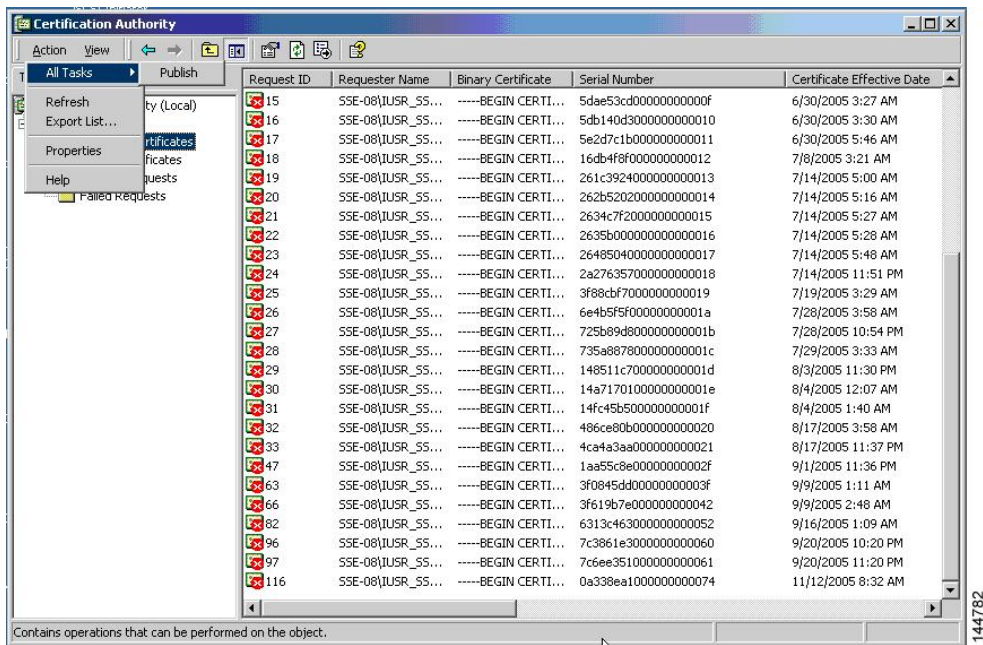 Certification Authority
Action View
All Tasks Publish
Refresh
Export List...
Properties
Help
ty (Local)
rtificates
ficates
quests
Failed Requests
Request ID Requester Name Binary Certificate Serial Number Certificate Effective Date
15 SSE-08\IUSR_SS... -----BEGIN CERTI... 5dae53cd00000000000f 6/30/2005 3:27 AM
16 SSE-08\IUSR_SS... -----BEGIN CERTI... 5db140d3000000000010 6/30/2005 3:30 AM
17 SSE-08\IUSR_SS... -----BEGIN CERTI... 5e2d7c1b000000000011 6/30/2005 5:46 AM
18 SSE-08\IUSR_SS... -----BEGIN CERTI... 16db4f8f000000000012 7/8/2005 3:21 AM
19 SSE-08\IUSR_SS... -----BEGIN CERTI... 261c3924000000000013 7/14/2005 5:00 AM
20 SSE-08\IUSR_SS... -----BEGIN CERTI... 262b5202000000000014 7/14/2005 5:16 AM
21 SSE-08\IUSR_SS... -----BEGIN CERTI... 2634c7f2000000000015 7/14/2005 5:27 AM
22 SSE-08\IUSR_SS... -----BEGIN CERTI... 2635b000000000000016 7/14/2005 5:28 AM
23 SSE-08\IUSR_SS... -----BEGIN CERTI... 26485040000000000017 7/14/2005 5:48 AM
24 SSE-08\IUSR_SS... -----BEGIN CERTI... 2a276357000000000018 7/14/2005 11:51 PM
25 SSE-08\IUSR_SS... -----BEGIN CERTI... 3f88cbf7000000000019 7/19/2005 3:29 AM
26 SSE-08\IUSR_SS... -----BEGIN CERTI... 6e4b5f5f00000000001a 7/28/2005 3:58 AM
27 SSE-08\IUSR_SS... -----BEGIN CERTI... 725b89d800000000001b 7/28/2005 10:54 PM
28 SSE-08\IUSR_SS... -----BEGIN CERTI... 735a887800000000001c 7/29/2005 3:33 AM
29 SSE-08\IUSR_SS... -----BEGIN CERTI... 148511c700000000001d 8/3/2005 11:30 PM
30 SSE-08\IUSR_SS... -----BEGIN CERTI... 14a7170100000000001e 8/4/2005 12:07 AM
31 SSE-08\IUSR_SS... -----BEGIN CERTI... 14fc45b500000000001f 8/4/2005 1:40 AM
32 SSE-08\IUSR_SS... -----BEGIN CERTI... 486ce80b000000000020 8/17/2005 3:58 AM
33 SSE-08\IUSR_SS... -----BEGIN CERTI... 4ca4a3aa000000000021 8/17/2005 11:37 PM
47 SSE-08\IUSR_SS... -----BEGIN CERTI... 1aa55c8e00000000002f 9/1/2005 11:36 PM
63 SSE-08\IUSR_SS... -----BEGIN CERTI... 3f0845dd00000000003f 9/9/2005 1:11 AM
66 SSE-08\IUSR_SS... -----BEGIN CERTI... 3f619b7e000000000042 9/9/2005 2:48 AM
82 SSE-08\IUSR_SS... -----BEGIN CERTI... 6313c463000000000052 9/16/2005 1:09 AM
96 SSE-08\IUSR_SS... -----BEGIN CERTI... 7c3861e3000000000060 9/20/2005 10:20 PM
97 SSE-08\IUSR_SS... -----BEGIN CERTI... 7c6ee351000000000061 9/20/2005 11:20 PM
116 SSE-08\IUSR_SS... -----BEGIN CERTI... 0a338ea1000000000074 11/12/2005 8:32 AM
Contains operations that can be performed on the object.
144782